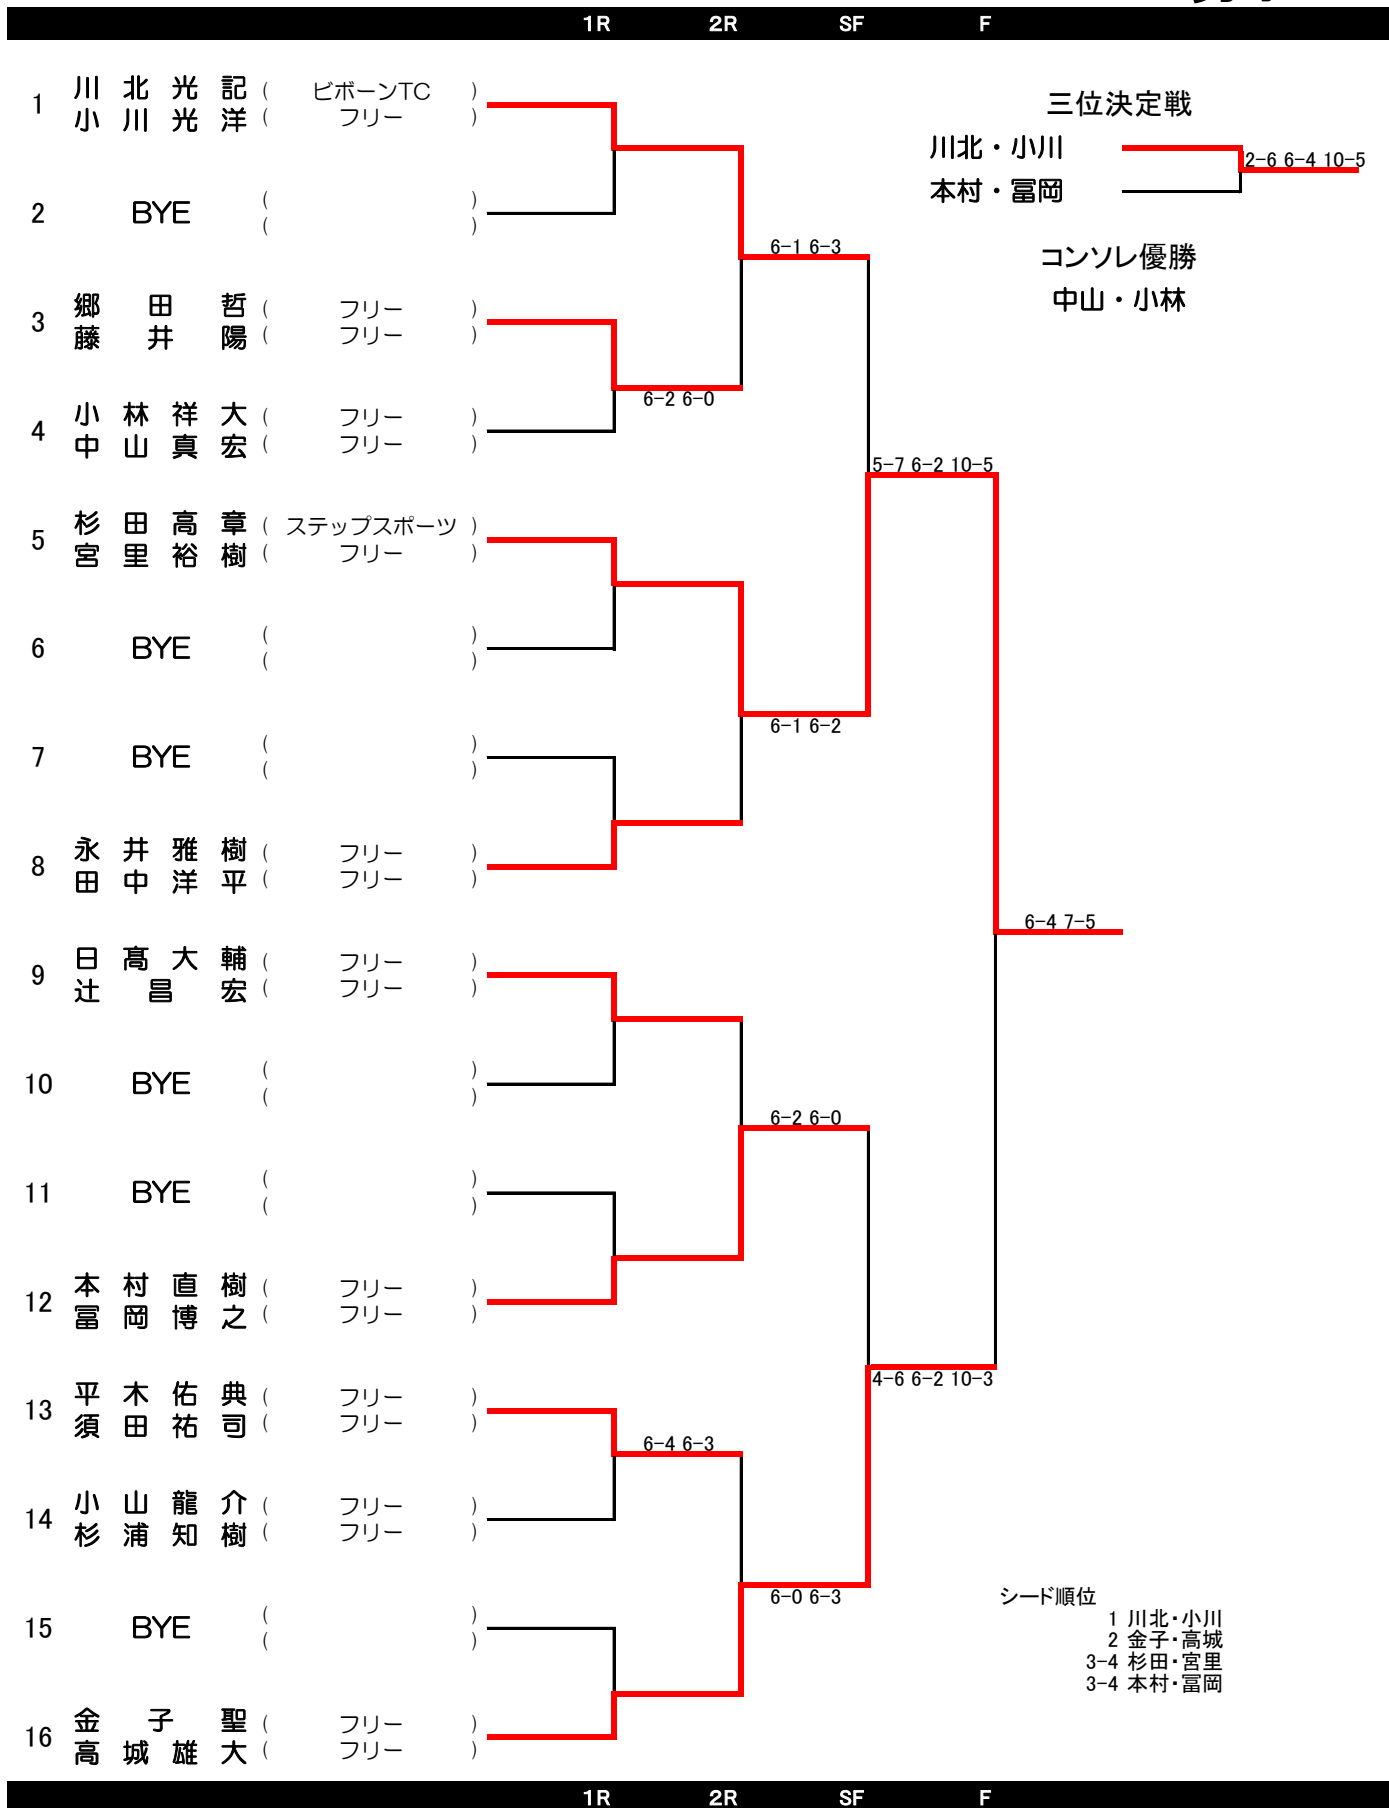 1R 2R SF F
1 川北光記 ( ビボーンTC )
小川光洋 ( フリー )
三位決定戦
川北・小川
2-6 6-4 10-5
本村・冨岡
2 BYE ( )
( )
6-1 6-3
コンソレ優勝
中山・小林
3 郷田哲 ( フリー )
藤井陽 ( フリー )
6-2 6-0
4 小林祥大 ( フリー )
中山真宏 ( フリー )
5-7 6-2 10-5
5 杉田高章 ( ステップスポーツ )
宮里裕樹 ( フリー )
6 BYE ( )
( )
6-1 6-2
7 BYE ( )
( )
8 永井雅樹 ( フリー )
田中洋平 ( フリー )
6-4 7-5
9 日髙大輔 ( フリー )
辻昌宏 ( フリー )
10 BYE ( )
( )
6-2 6-0
11 BYE ( )
( )
12 本村直樹 ( フリー )
冨岡博之 ( フリー )
4-6 6-2 10-3
13 平木佑典 ( フリー )
須田祐司 ( フリー )
6-4 6-3
14 小山龍介 ( フリー )
杉浦知樹 ( フリー )
6-0 6-3
15 BYE ( )
( )
シード順位
1 川北・小川
2 金子・高城
3-4 杉田・宮里
3-4 本村・冨岡
16 金子聖 ( フリー )
高城雄大 ( フリー )
1R 2R SF F